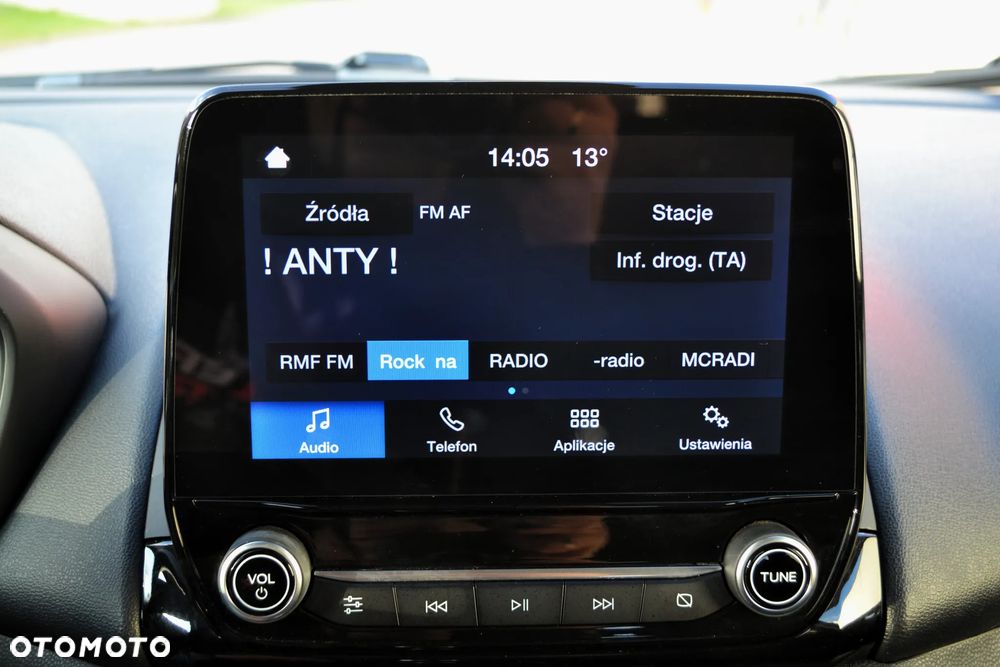 14:05 13°
Źródła FM AF Stacje
! ANTY ! Inf. drog. (TA)
RMF FM Rock na RADIO -radio MCRADI
Audio Telefon Aplikacje Ustawienia
VOL TUNE
OTOMOTO